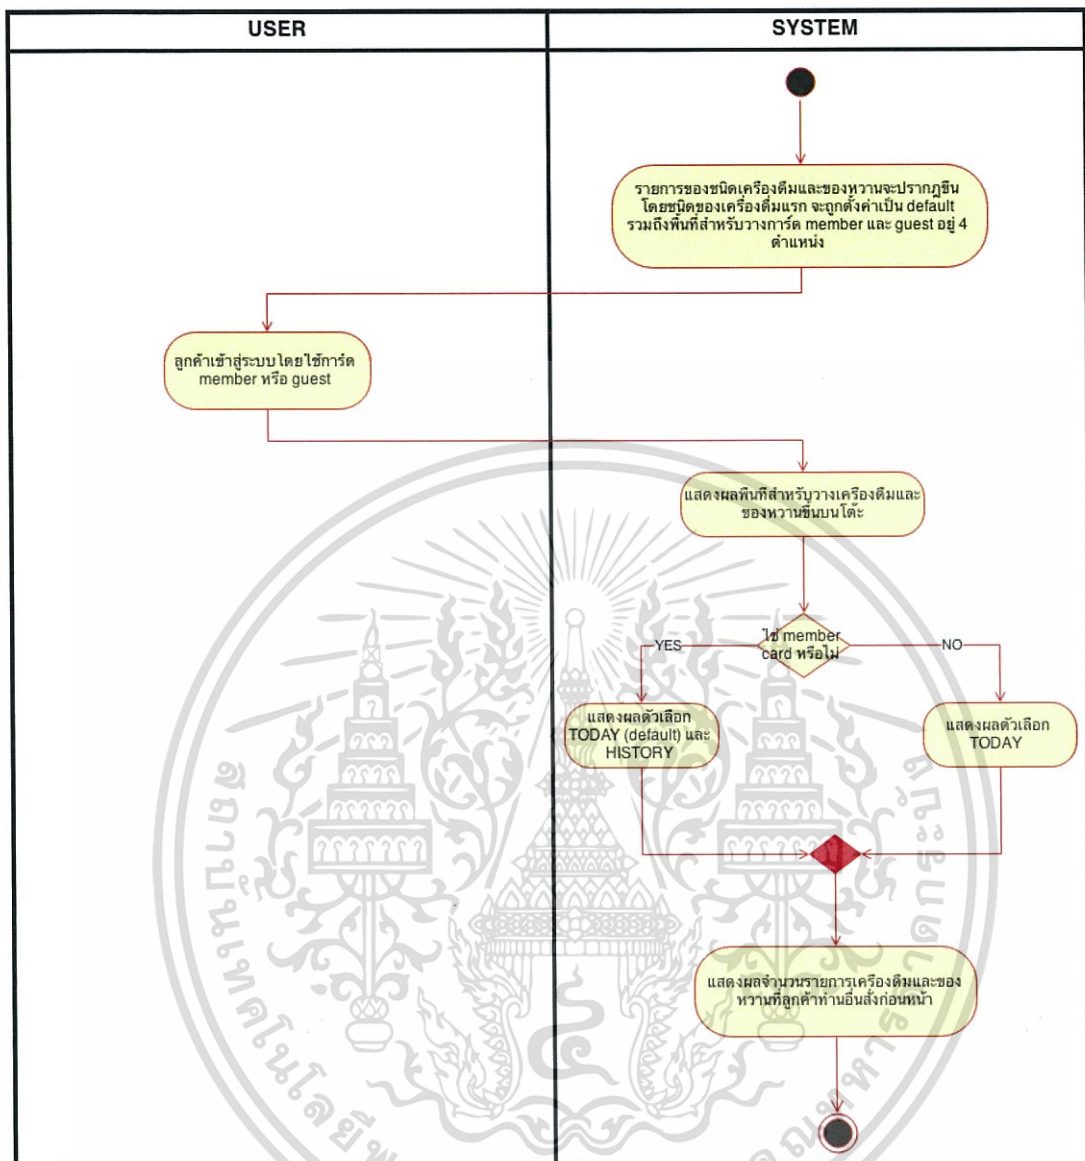 USER
SYSTEM
รายการของชนิดเครื่องดื่มและของหวานจะปรากฎขึ้น
โดยชนิดของเครื่องดื่มแรก จะถูกตั้งค่าเป็น default
รวมถึงพื้นที่สำหรับวางการ์ด member และ guest อยู่ 4
ตำแหน่ง
ลูกค้าเข้าสู่ระบบโดยใช้การ์ด
member หรือ guest
แสดงผลพื้นที่สำหรับวางเครื่องดื่มและ
ของหวานขึ้นบนโต๊ะ
ใช้ member
card หรือไม่
YES
NO
แสดงผลตัวเลือก
TODAY (default) และ
HISTORY
แสดงผลตัวเลือก
TODAY
แสดงผลจำนวนรายการเครื่องดื่มและของ
หวานที่ลูกค้าท่านอื่นสั่งก่อนหน้า